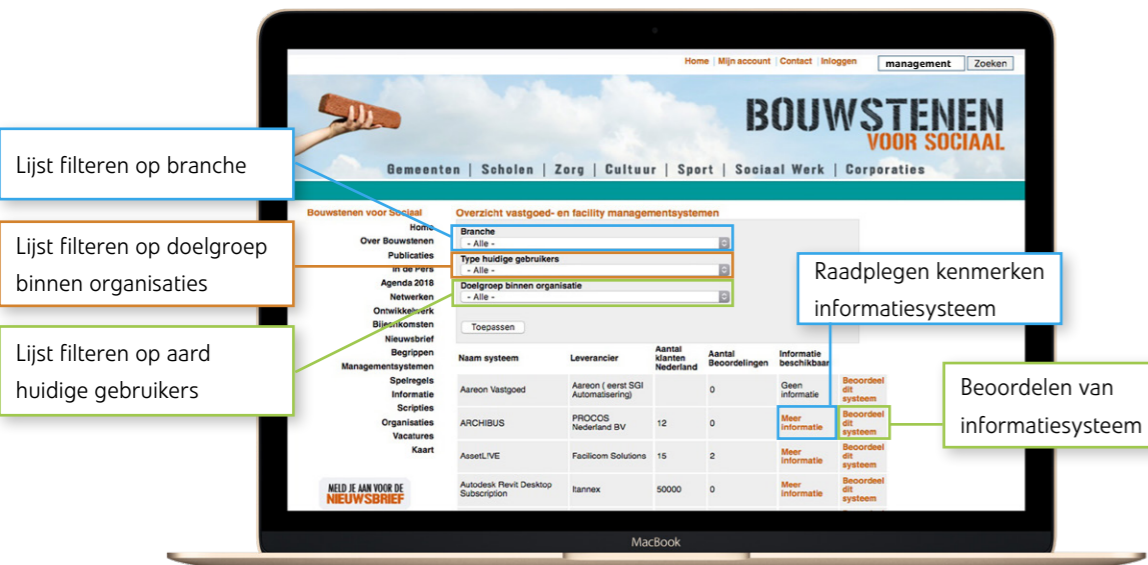 Home | Mijn account | Contact | Inloggen
management
Zoeken
BOUWSTENEN
VOOR SOCIAAL
Gemeenten | Scholen | Zorg | Cultuur | Sport | Sociaal Werk | Corporaties
Lijst filteren op branche
Lijst filteren op doelgroep
binnen organisaties
Lijst filteren op aard
huidige gebruikers
Bouwstenen voor Sociaal
Home
Over Bouwstenen
Publicaties
In de Pers
Agenda 2018
Netwerken
Ontwikkelwerk
Bijeenkomsten
Nieuwsbrief
Begrippen
Managementsystemen
Spelregels
Informatie
Scripties
Organisaties
Vacatures
Kaart
MELD JE AAN VOOR DE
NIEUWSBRIEF
Overzicht vastgoed- en facility managementsystemen
Branche
- Alle -
Type huidige gebruikers
- Alle -
Doelgroep binnen organisatie
- Alle -
Toepassen
Raadplegen kenmerken
informatiesysteem
Naam systeem
Leverancier
Aantal
klanten
Nederland
Aantal
Beoordelingen
Informatie
beschikbaar
Aareon Vastgoed
Aareon ( eerst SGI
Automatisering)
0
Geen
informatie
Beoordeel
dit
systeem
ARCHIBUS
PROCOS
Nederland BV
12
0
Meer
informatie
Beoordeel
dit
systeem
AssetLIVE
Facilicom Solutions
15
2
Meer
informatie
Beoordeel
dit
systeem
Autodesk Revit Desktop
Subscription
Itannex
50000
0
Meer
informatie
Beoordeel
dit
systeem
Beoordelen van
informatiesysteem
MacBook